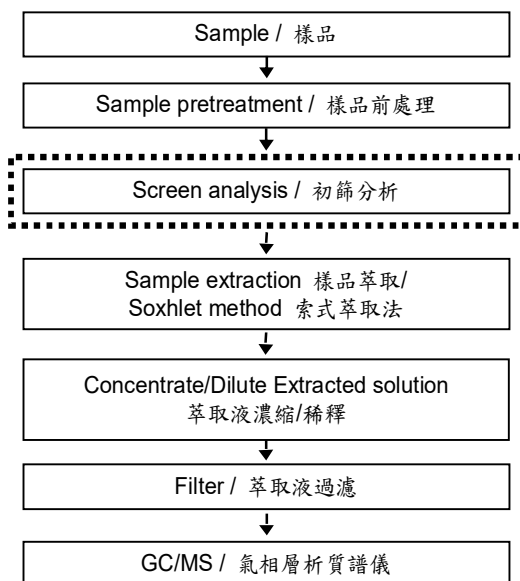 Sample / 樣品
Sample pretreatment / 樣品前處理
Screen analysis / 初篩分析
Sample extraction 樣品萃取/
Soxhlet method 索式萃取法
Concentrate/Dilute Extracted solution
萃取液濃縮/稀釋
Filter / 萃取液過濾
GC/MS / 氣相層析質譜儀